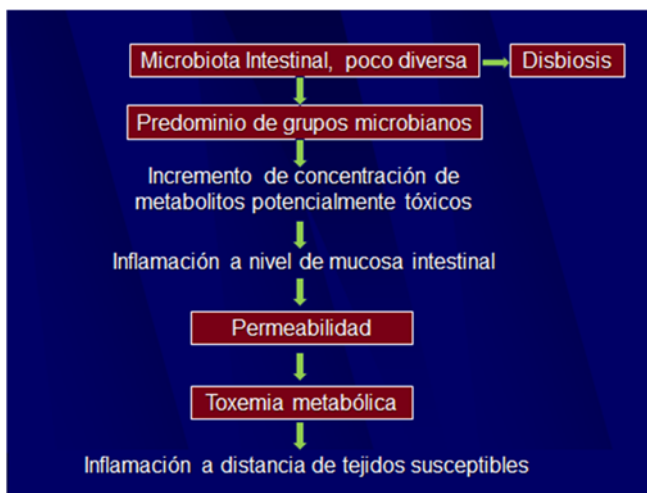 Microbiota Intestinal, poco diversa
Disbiosis
Predominio de grupos microbianos
Incremento de concentración de
metabolitos potencialmente tóxicos
Inflamación a nivel de mucosa intestinal
Permeabilidad
Toxemia metabólica
Inflamación a distancia de tejidos susceptibles